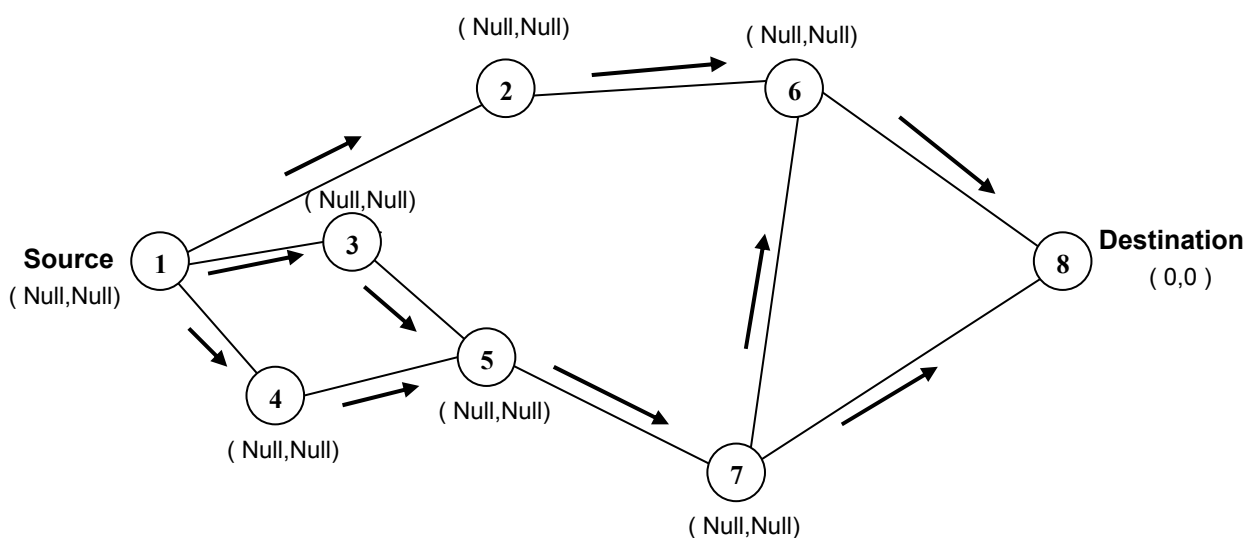 ( Null,Null)
( Null,Null)
2
6
( Null,Null)
3
Source
1
( Null,Null)
8
Destination
( 0,0 )
4
5
( Null,Null)
( Null,Null)
7
( Null,Null)